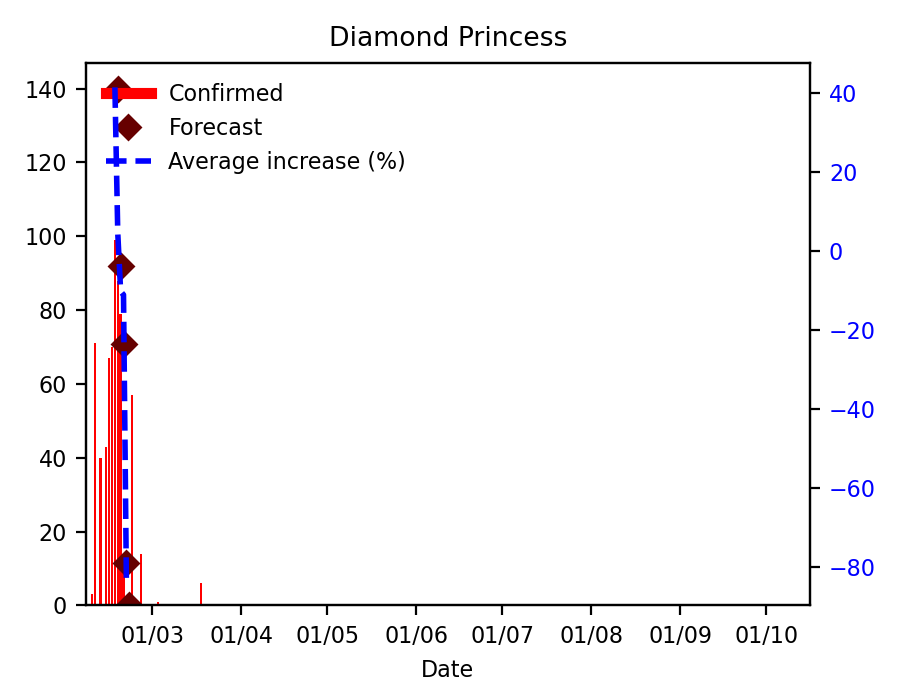 Diamond Princess
140
120
100
80
60
40
20
0
Confirmed
Forecast
Average increase (%)
40
20
0
−20
−40
−60
−80
01/03 01/04 01/05 01/06 01/07 01/08 01/09 01/10
Date